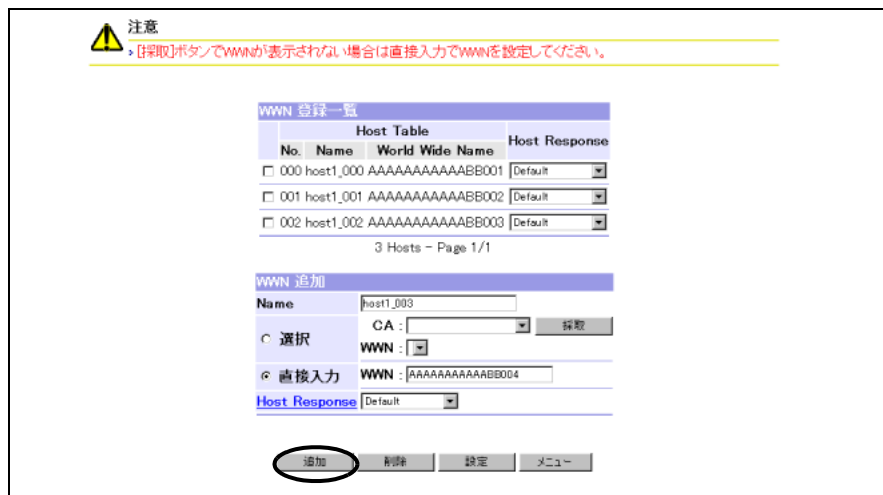 注意
[採取]ボタンでWWNが表示されない場合は直接入力でWWNを設定してください。
WWN 登録一覧
Host Table
Host Response
No. Name World Wide Name
000 host1_000 AAAAAAAAAAABB001 Default
001 host1_001 AAAAAAAAAAABB002 Default
002 host1_002 AAAAAAAAAAABB003 Default
3 Hosts - Page 1/1
WWN 追加
Name host1_003
選択 CA : 採取
WWN :
直接入力 WWN : AAAAAAAAAAABB004
Host Response Default
追加 削除 設定 メニュー